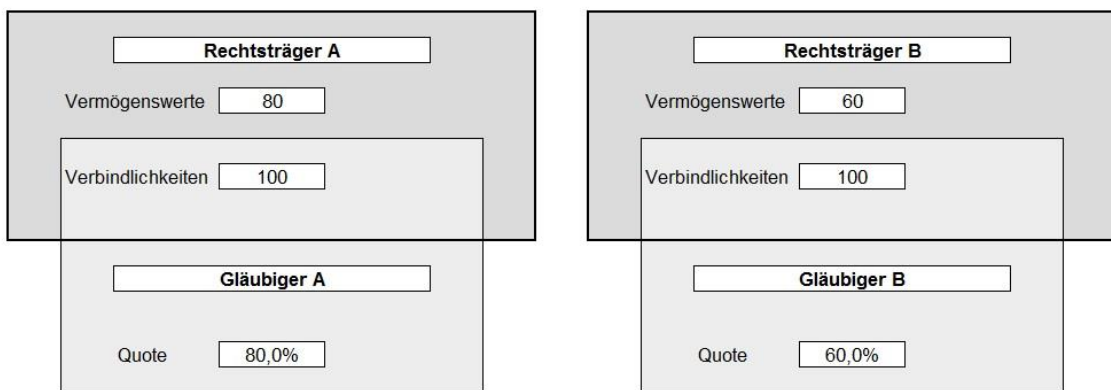 Rechtsträger A
Vermögenswerte 80
Verbindlichkeiten 100
Gläubiger A
Quote 80,0%
Rechtsträger B
Vermögenswerte 60
Verbindlichkeiten 100
Gläubiger B
Quote 60,0%